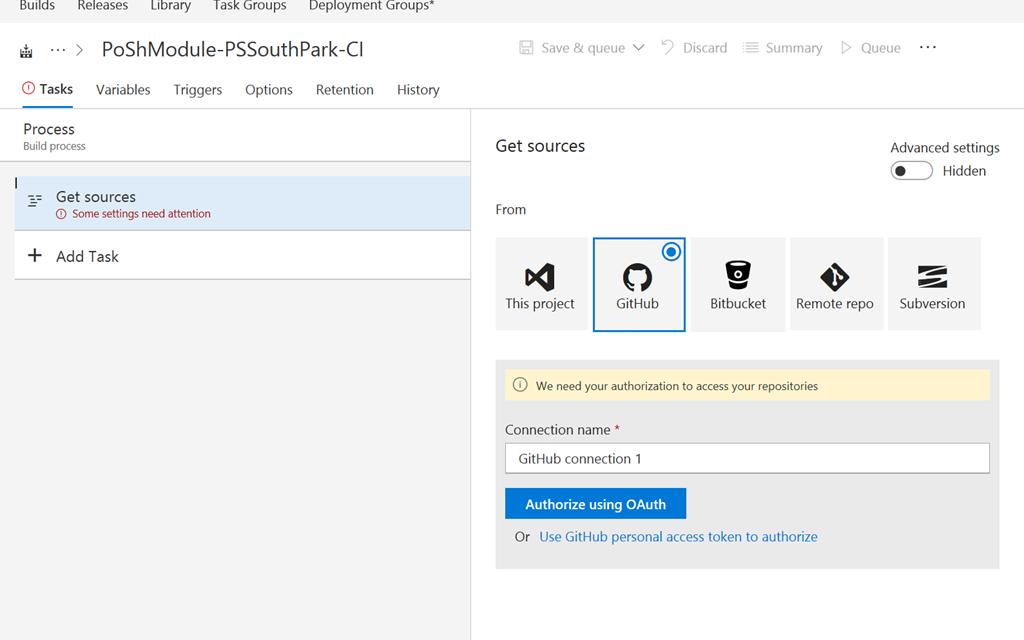 Builds Releases Library Task Groups Deployment Groups*
··· > PoShModule-PSSouthPark-CI
Save & queue Discard Summary Queue ···
Tasks Variables Triggers Options Retention History
Process
Build process
Get sources
Some settings need attention
+ Add Task
Get sources
Advanced settings
Hidden
From
This project GitHub Bitbucket Remote repo Subversion
We need your authorization to access your repositories
Connection name *
GitHub connection 1
Authorize using OAuth
Or Use GitHub personal access token to authorize